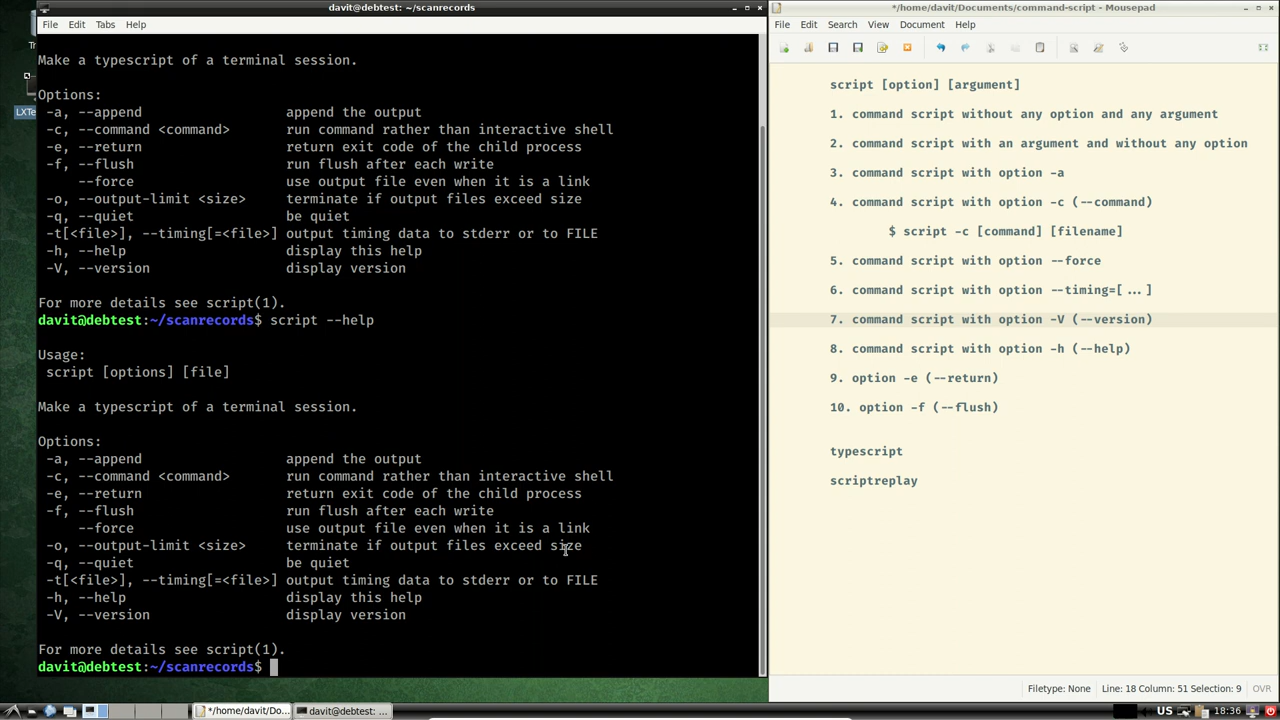 davit@debtest: ~/scanrecords
File Edit Tabs Help
Make a typescript of a terminal session.
Options:
-a, --append append the output
-c, --command <command> run command rather than interactive shell
-e, --return return exit code of the child process
-f, --flush run flush after each write
--force use output file even when it is a link
-o, --output-limit <size> terminate if output files exceed size
-q, --quiet be quiet
-t[<file>], --timing[=<file>] output timing data to stderr or to FILE
-h, --help display this help
-V, --version display version
For more details see script(1).
davit@debtest:~/scanrecords$ script --help
Usage:
script [options] [file]
Make a typescript of a terminal session.
Options:
-a, --append append the output
-c, --command <command> run command rather than interactive shell
-e, --return return exit code of the child process
-f, --flush run flush after each write
--force use output file even when it is a link
-o, --output-limit <size> terminate if output files exceed size
-q, --quiet be quiet
-t[<file>], --timing[=<file>] output timing data to stderr or to FILE
-h, --help display this help
-V, --version display version
For more details see script(1).
davit@debtest:~/scanrecords$
*/home/davit/Documents/command-script - Mousepad
File Edit Search View Document Help
script [option] [argument]
1. command script without any option and any argument
2. command script with an argument and without any option
3. command script with option -a
4. command script with option -c (--command)
$ script -c [command] [filename]
5. command script with option --force
6. command script with option --timing=[...]
7. command script with option -V (--version)
8. command script with option -h (--help)
9. option -e (--return)
10. option -f (--flush)
typescript
scriptreplay
Filetype: None Line: 18 Column: 51 Selection: 9 OVR
Tr
LXTe
*/home/davit/Do... davit@debtest: ... US 18:36